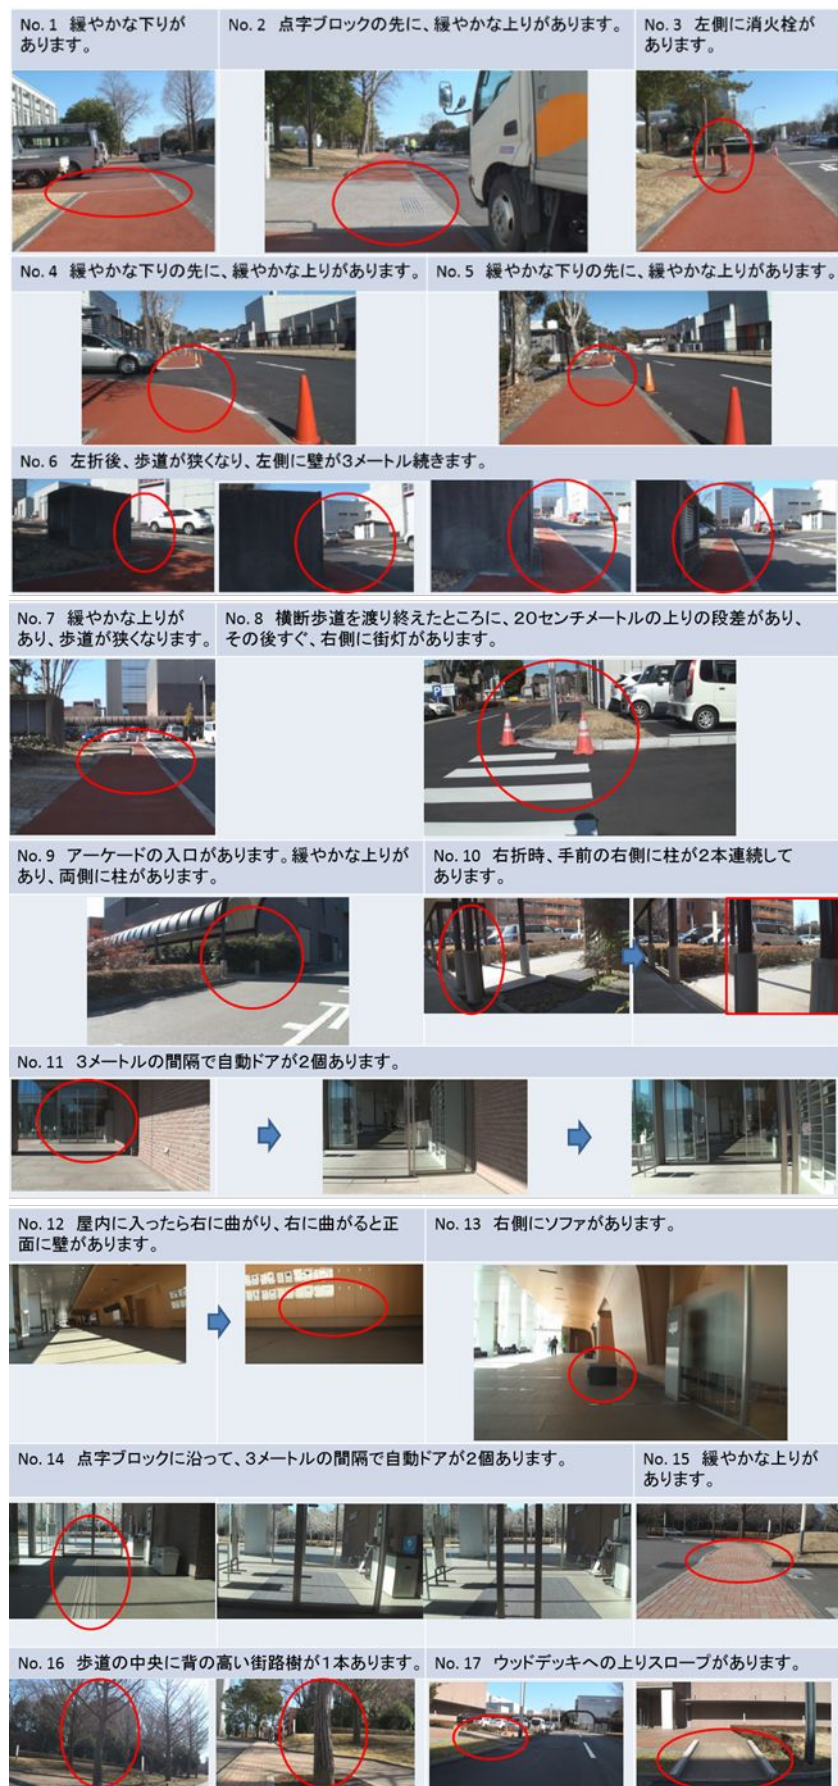 No. 1 緩やかな下りが
あります。
No. 2 点字ブロックの先に、緩やかな上りがあります。
No. 3 左側に消火栓が
あります。
No. 4 緩やかな下りの先に、緩やかな上りがあります。
No. 5 緩やかな下りの先に、緩やかな上りがあります。
No. 6 左折後、歩道が狭くなり、左側に壁が3メートル続きます。
No. 7 緩やかな上りが
あり、歩道が狭くなります。
No. 8 横断歩道を渡り終えたところに、20センチメートルの上りの段差があり、
その後すぐ、右側に街灯があります。
P
No. 9 アーケードの入口があります。緩やかな上りが
あり、両側に柱があります。
No. 10 右折時、手前の右側に柱が2本連続して
あります。
No. 11 3メートルの間隔で自動ドアが2個あります。
No. 12 屋内に入ったら右に曲がり、右に曲がると正
面に壁があります。
No. 13 右側にソファがあります。
No. 14 点字ブロックに沿って、3メートルの間隔で自動ドアが2個あります。
No. 15 緩やかな上りが
あります。
No. 16 歩道の中央に背の高い街路樹が1本あります。
No. 17 ウッドデッキへの上りスロープがあります。